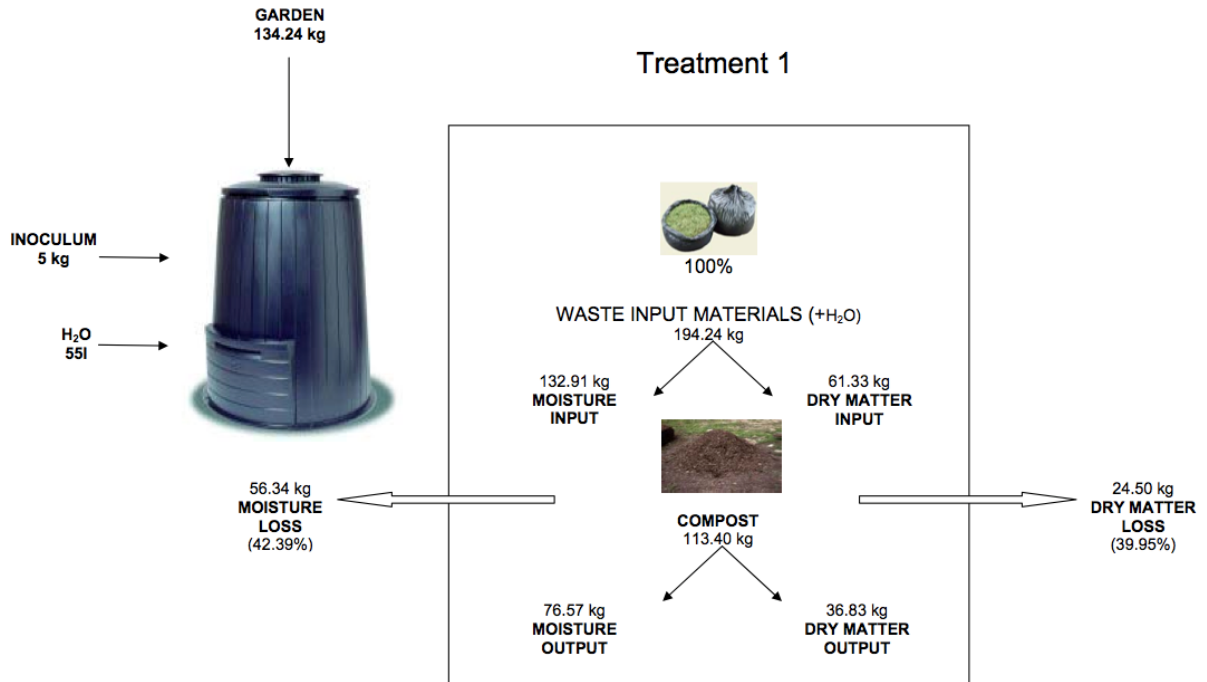 GARDEN
134.24 kg
Treatment 1
INOCULUM
5 kg
100%
H₂O
55l
WASTE INPUT MATERIALS (+H₂O)
194.24 kg
132.91 kg
MOISTURE
INPUT
61.33 kg
DRY MATTER
INPUT
56.34 kg
MOISTURE
LOSS
(42.39%)
COMPOST
113.40 kg
24.50 kg
DRY MATTER
LOSS
(39.95%)
76.57 kg
MOISTURE
OUTPUT
36.83 kg
DRY MATTER
OUTPUT